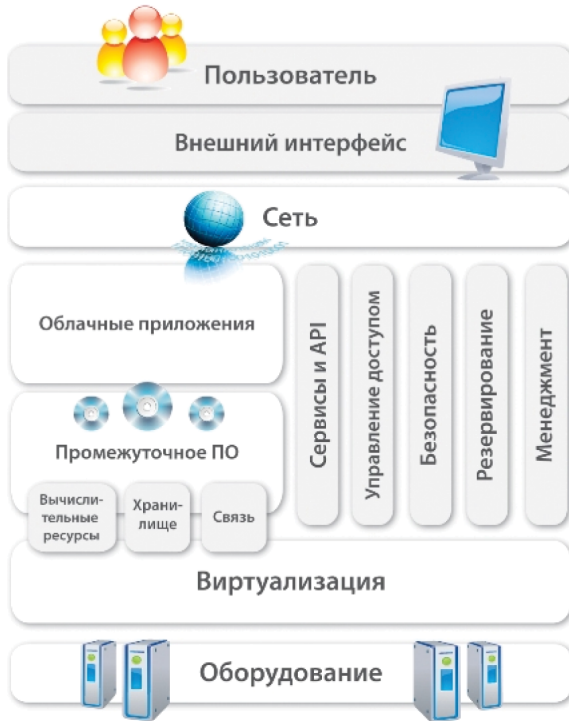 Пользователь
Внешний интерфейс
Сеть
Облачные приложения
Промежуточное ПО
Вычисли-
тельные
ресурсы
Храни-
лище
Связь
Сервисы и API
Управление доступом
Безопасность
Резервирование
Менеджмент
Виртуализация
Оборудование